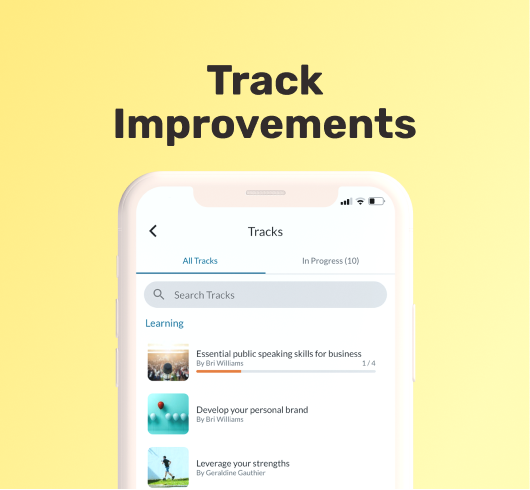 Track
Improvements
Tracks
All Tracks
In Progress (10)
Search Tracks
Learning
Essential public speaking skills for business
By Bri Williams
1 / 4
Develop your personal brand
By Bri Williams
Leverage your strengths
By Geraldine Gauthier